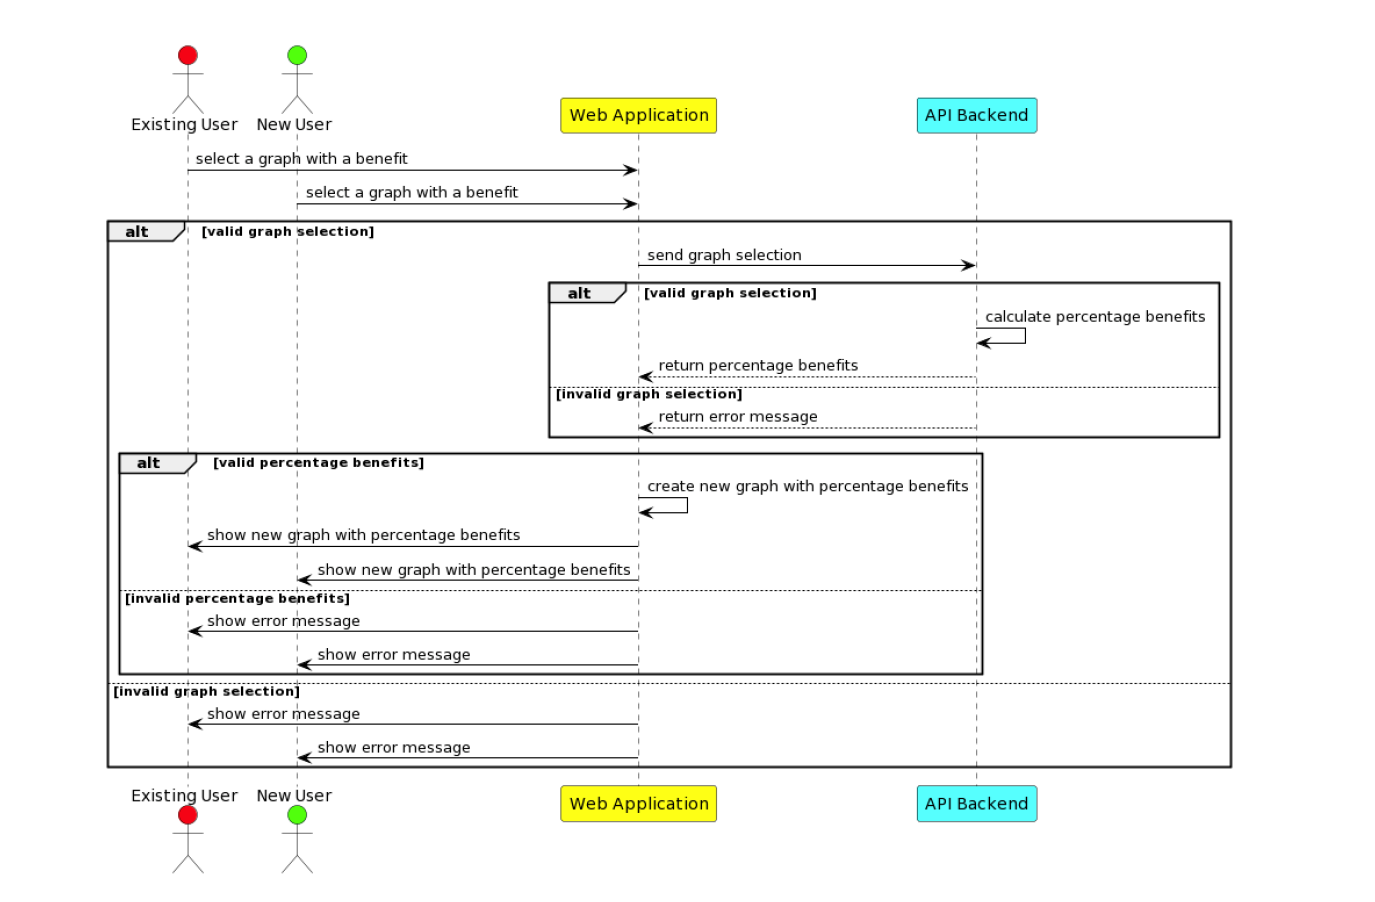 Existing User
New User
Web Application
API Backend
select a graph with a benefit
select a graph with a benefit
alt
[valid graph selection]
send graph selection
alt
[valid graph selection]
calculate percentage benefits
return percentage benefits
[invalid graph selection]
return error message
alt
[valid percentage benefits]
create new graph with percentage benefits
show new graph with percentage benefits
show new graph with percentage benefits
[invalid percentage benefits]
show error message
show error message
[invalid graph selection]
show error message
show error message
Existing User
New User
Web Application
API Backend